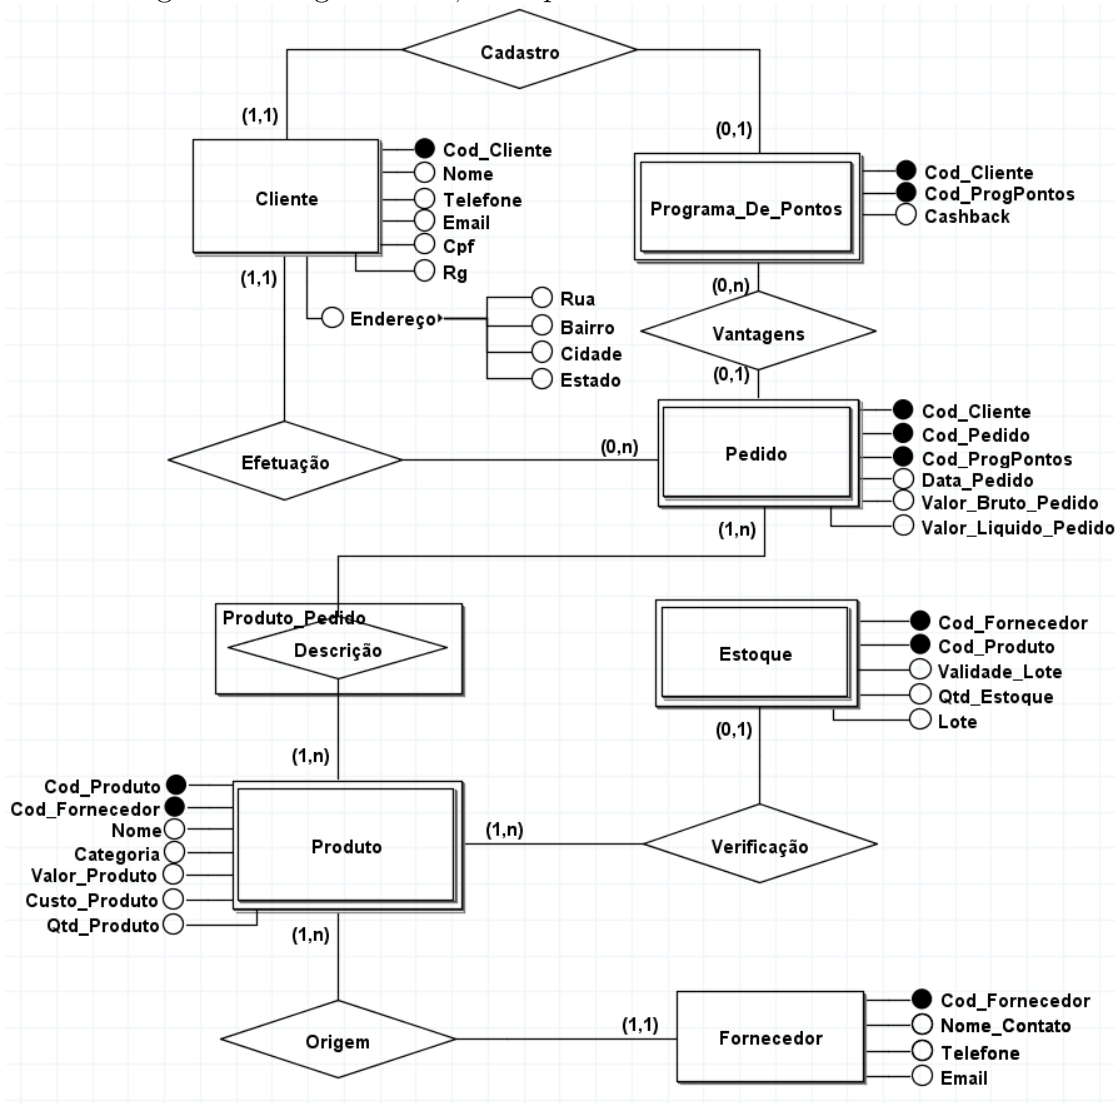 Cadastro
(1,1)
(0,1)
Cliente
Cod_Cliente
Nome
Telefone
Email
Cpf
Rg
Endereço
Rua
Bairro
Cidade
Estado
Programa_De_Pontos
Cod_Cliente
Cod_ProgPontos
Cashback
(1,1)
(0,n)
Vantagens
(0,1)
Efetuação
(0,n)
Pedido
Cod_Cliente
Cod_Pedido
Cod_ProgPontos
Data_Pedido
Valor_Bruto_Pedido
Valor_Liquido_Pedido
(1,n)
Produto_Pedido
Descrição
(1,n)
Estoque
Cod_Fornecedor
Cod_Produto
Validade_Lote
Qtd_Estoque
Lote
(0,1)
Cod_Produto
Cod_Fornecedor
Nome
Categoria
Valor_Produto
Custo_Produto
Qtd_Produto
Produto
(1,n)
Verificação
(1,n)
Origem
(1,1)
Fornecedor
Cod_Fornecedor
Nome_Contato
Telefone
Email